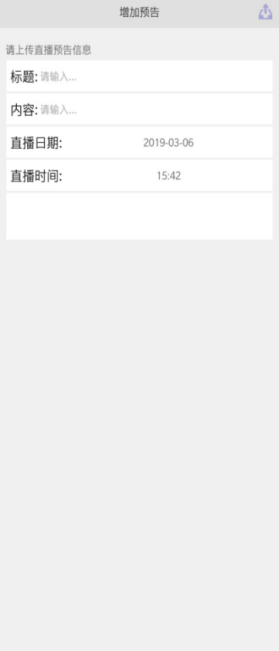 增加预告
请上传直播预告信息
标题: 请输入...
内容: 请输入...
直播日期: 2019-03-06
直播时间: 15:42